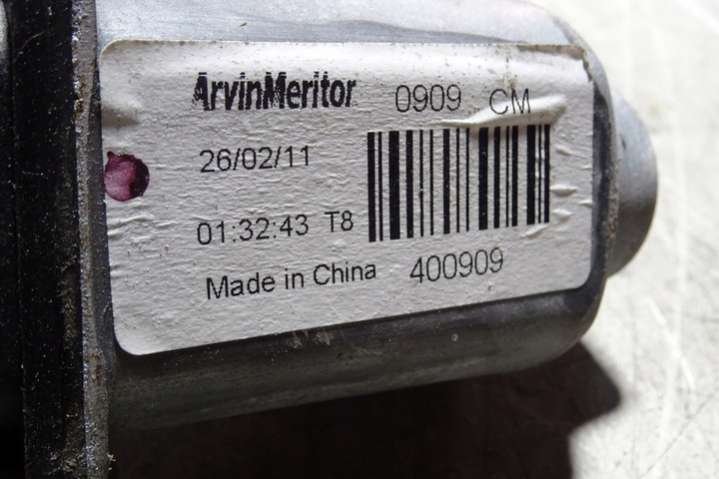 ArvinMeritor 0909 CM
26/02/11
01:32:43 T8
Made in China 400909